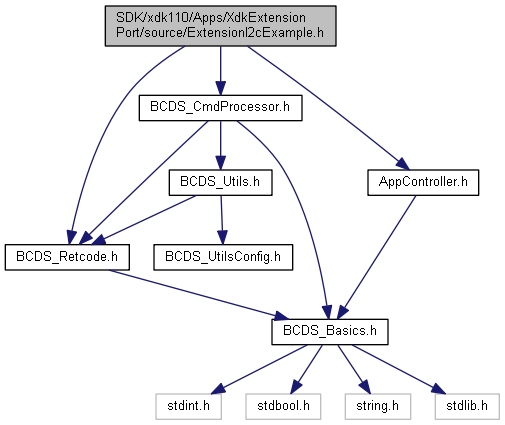 SDK/xdk110/Apps/XdkExtension
Port/source/ExtensionI2cExample.h
BCDS_CmdProcessor.h
BCDS_Utils.h
AppController.h
BCDS_Retcode.h
BCDS_UtilsConfig.h
BCDS_Basics.h
stdint.h
stdbool.h
string.h
stdlib.h